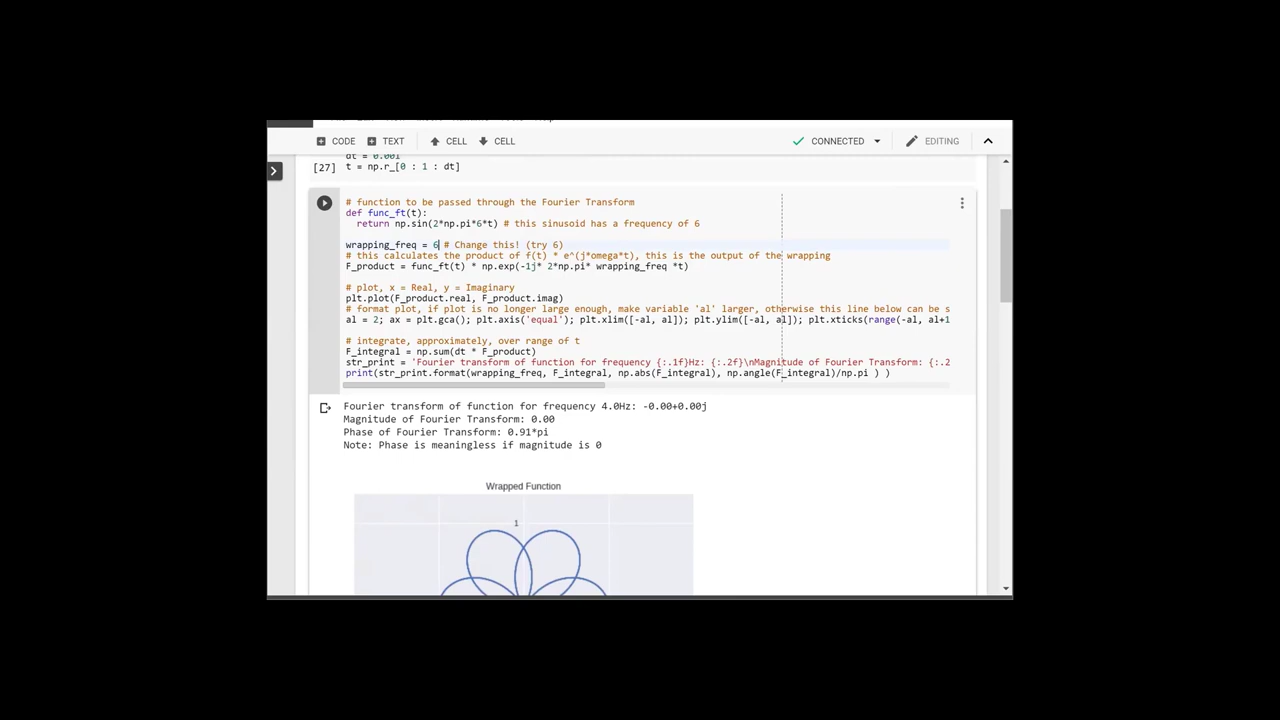 CODE TEXT CELL CELL CONNECTED EDITING
dt = 0.001
[27] t = np.r_[0 : 1 : dt]
# function to be passed through the Fourier Transform
def func_ft(t):
return np.sin(2*np.pi*6*t) # this sinusoid has a frequency of 6
wrapping_freq = 6 # Change this! (try 6)
# this calculates the product of f(t) * e^(j*omega*t), this is the output of the wrapping
F_product = func_ft(t) * np.exp(-1j* 2*np.pi* wrapping_freq *t)
# plot, x = Real, y = Imaginary
plt.plot(F_product.real, F_product.imag)
# format plot, if plot is no longer large enough, make variable 'al' larger, otherwise this line below can be s
al = 2; ax = plt.gca(); plt.axis('equal'); plt.xlim([-al, al]); plt.ylim([-al, al]); plt.xticks(range(-al, al+1
# integrate, approximately, over range of t
F_integral = np.sum(dt * F_product)
str_print = 'Fourier transform of function for frequency {:.1f}Hz: {:.2f}\nMagnitude of Fourier Transform: {:.2
print(str_print.format(wrapping_freq, F_integral, np.abs(F_integral), np.angle(F_integral)/np.pi ) )
Fourier transform of function for frequency 4.0Hz: -0.00+0.00j
Magnitude of Fourier Transform: 0.00
Phase of Fourier Transform: 0.91*pi
Note: Phase is meaningless if magnitude is 0
Wrapped Function
1